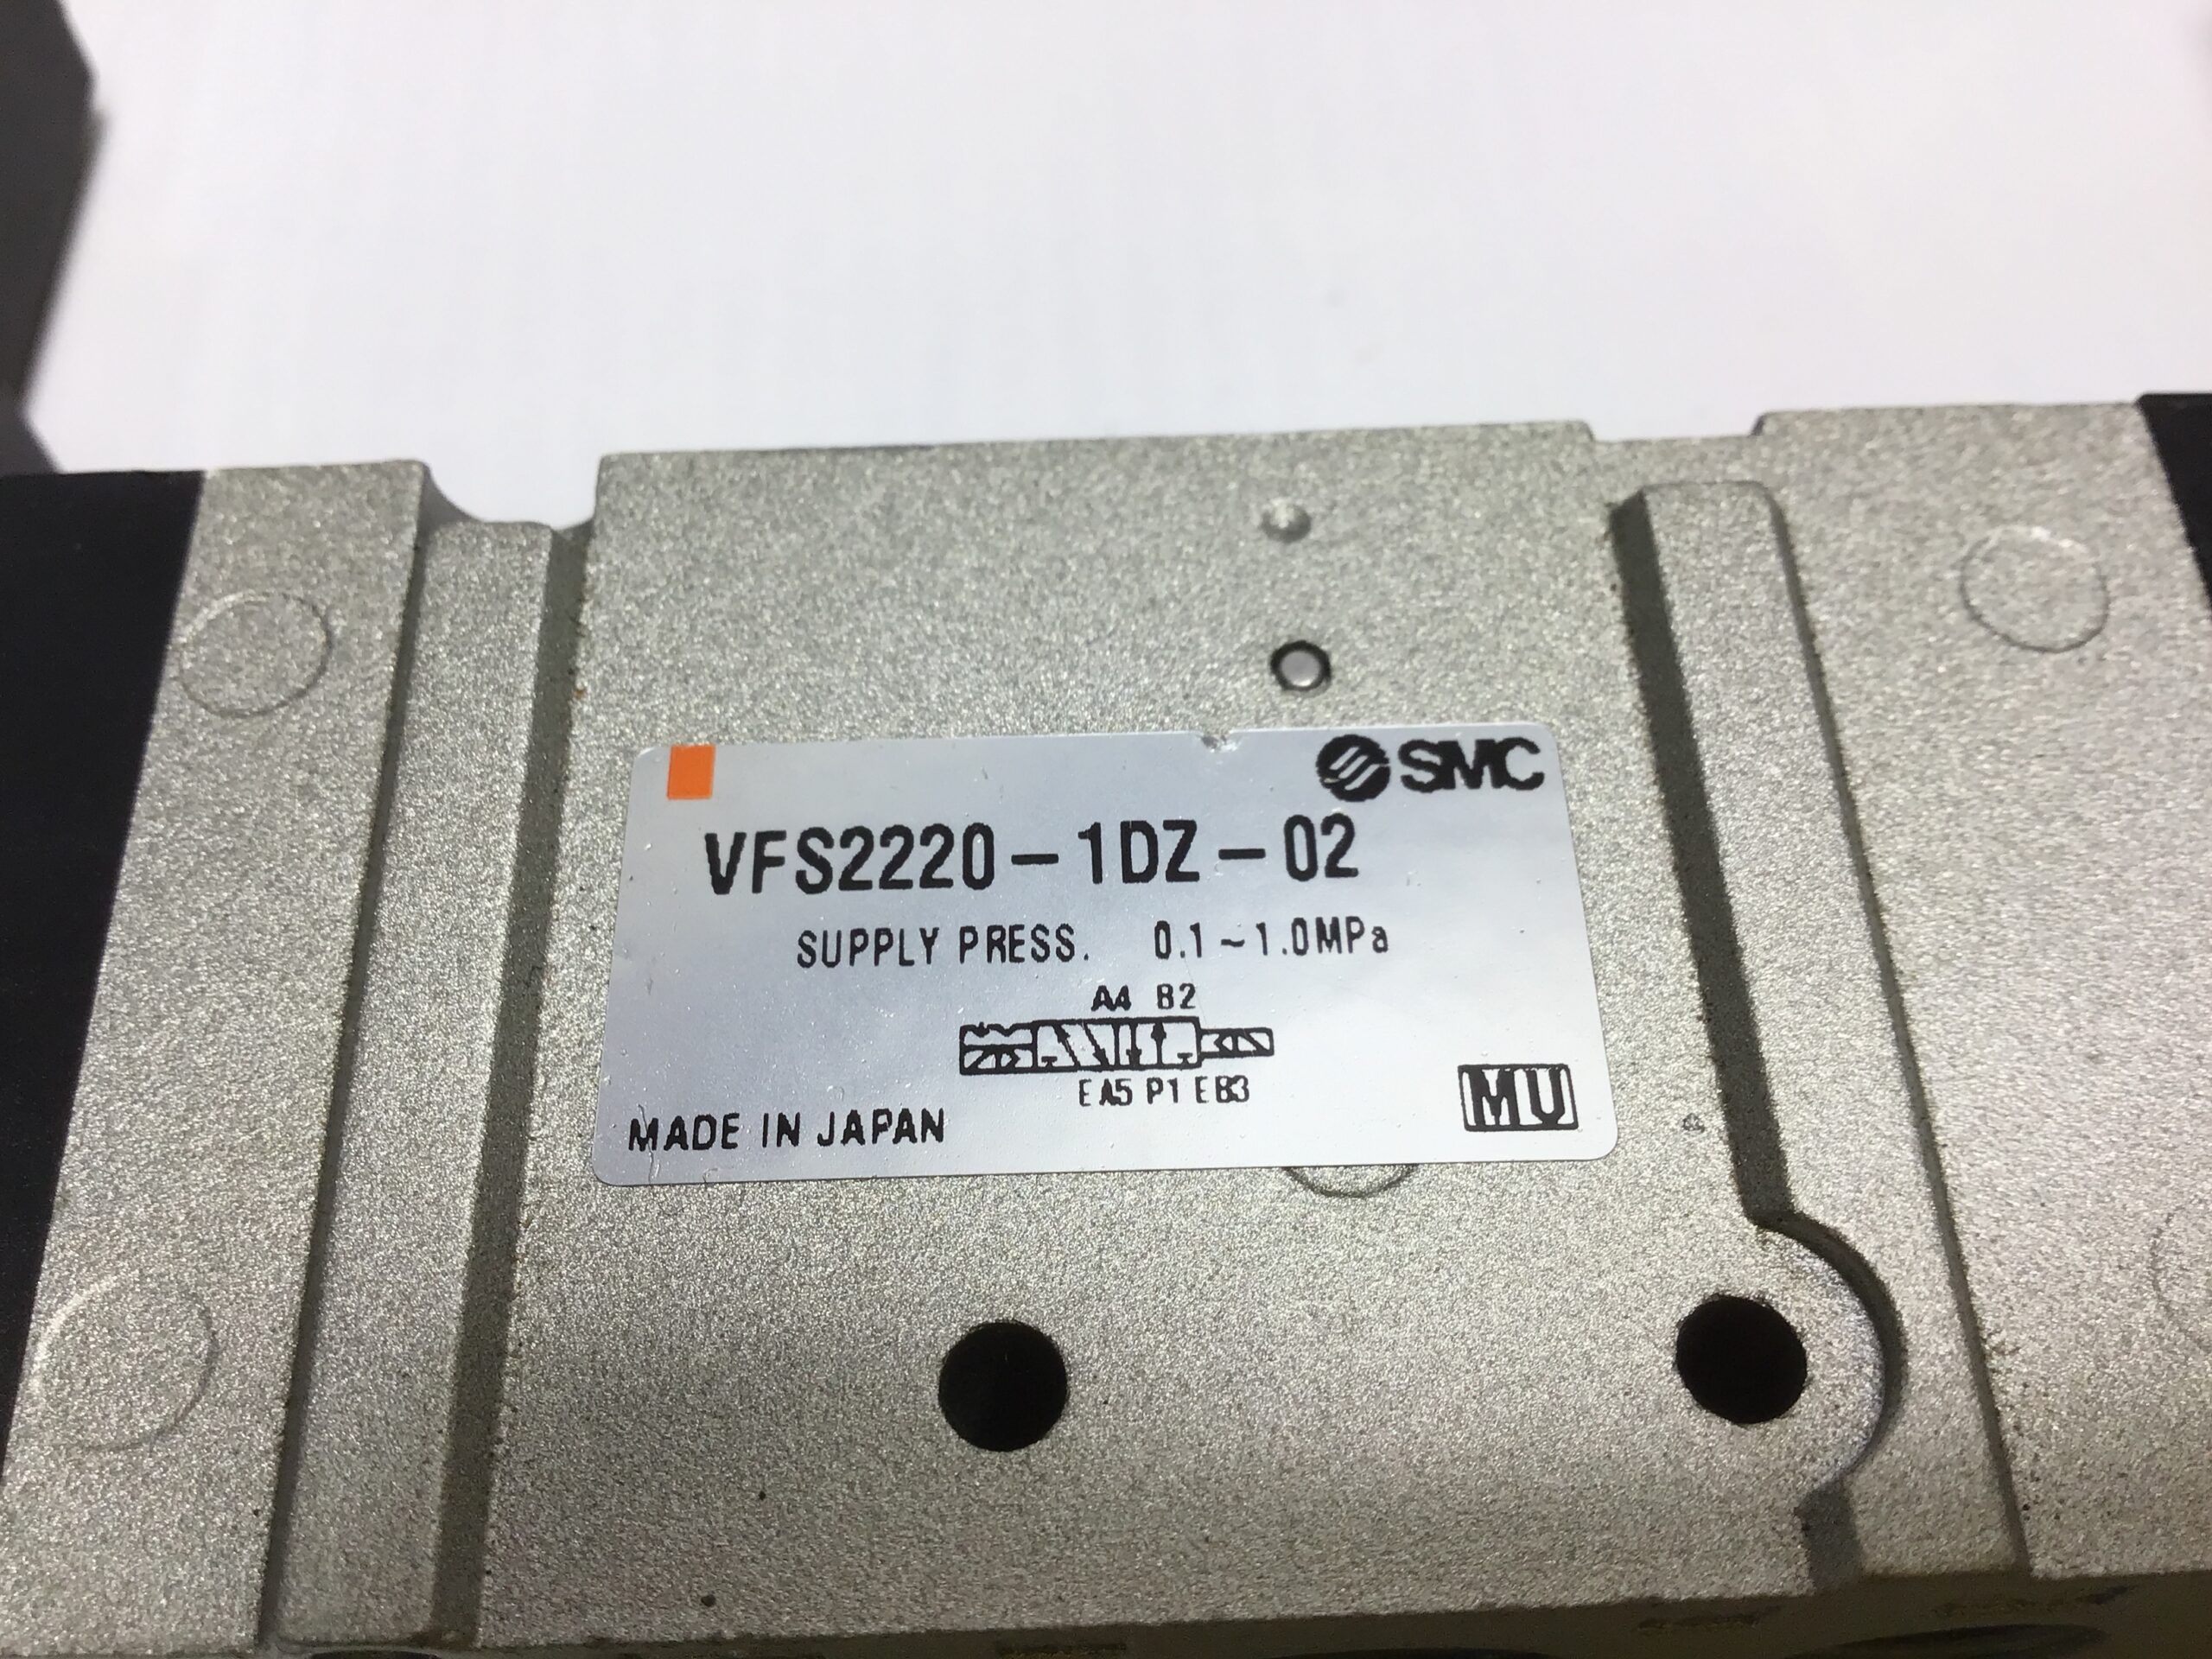 SMC
VFS2220-1DZ-02
SUPPLY PRESS. 0.1~1.0MPa
A4 B2
EA5 P1 EB3
MADE IN JAPAN
MU